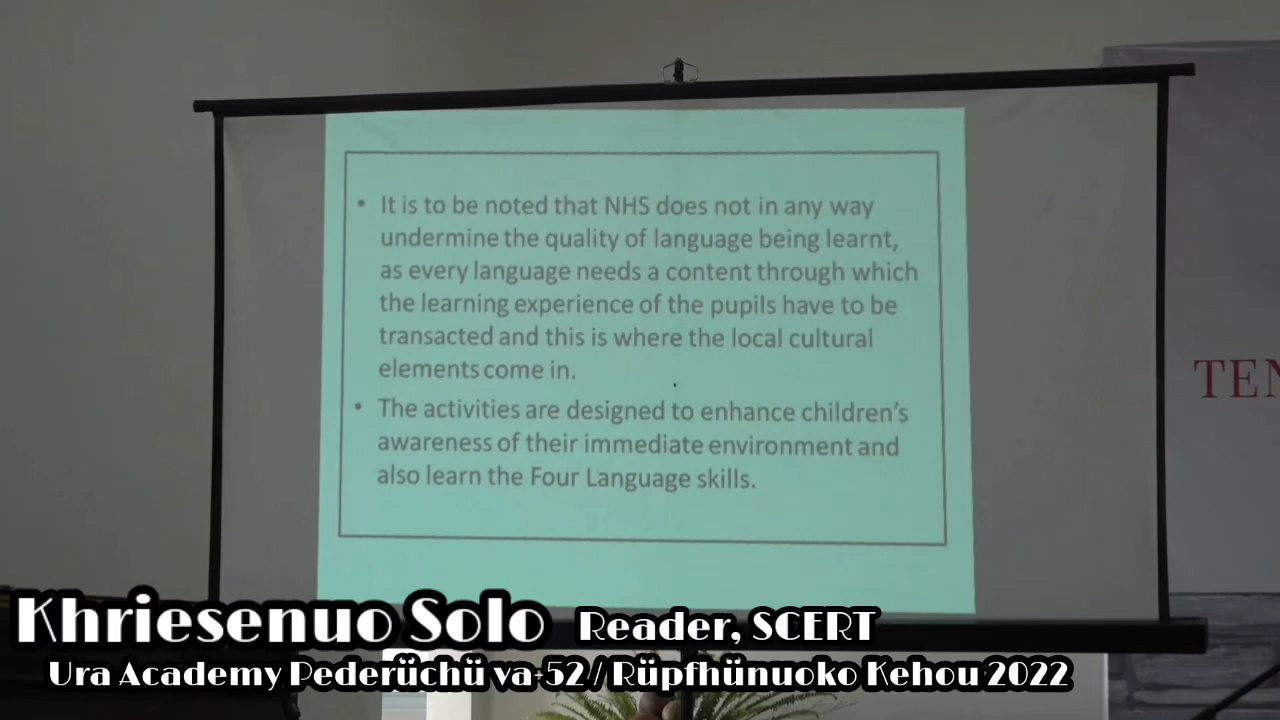 • It is to be noted that NHS does not in any way
undermine the quality of language being learnt,
as every language needs a content through which
the learning experience of the pupils have to be
transacted and this is where the local cultural
elements come in.
• The activities are designed to enhance children's
awareness of their immediate environment and
also learn the Four Language skills.
TEN
Khriesenuo Solo Reader, SCERT
Ura Academy Pederüchü va-52 / Rüpfhünuoko Kehou 2022